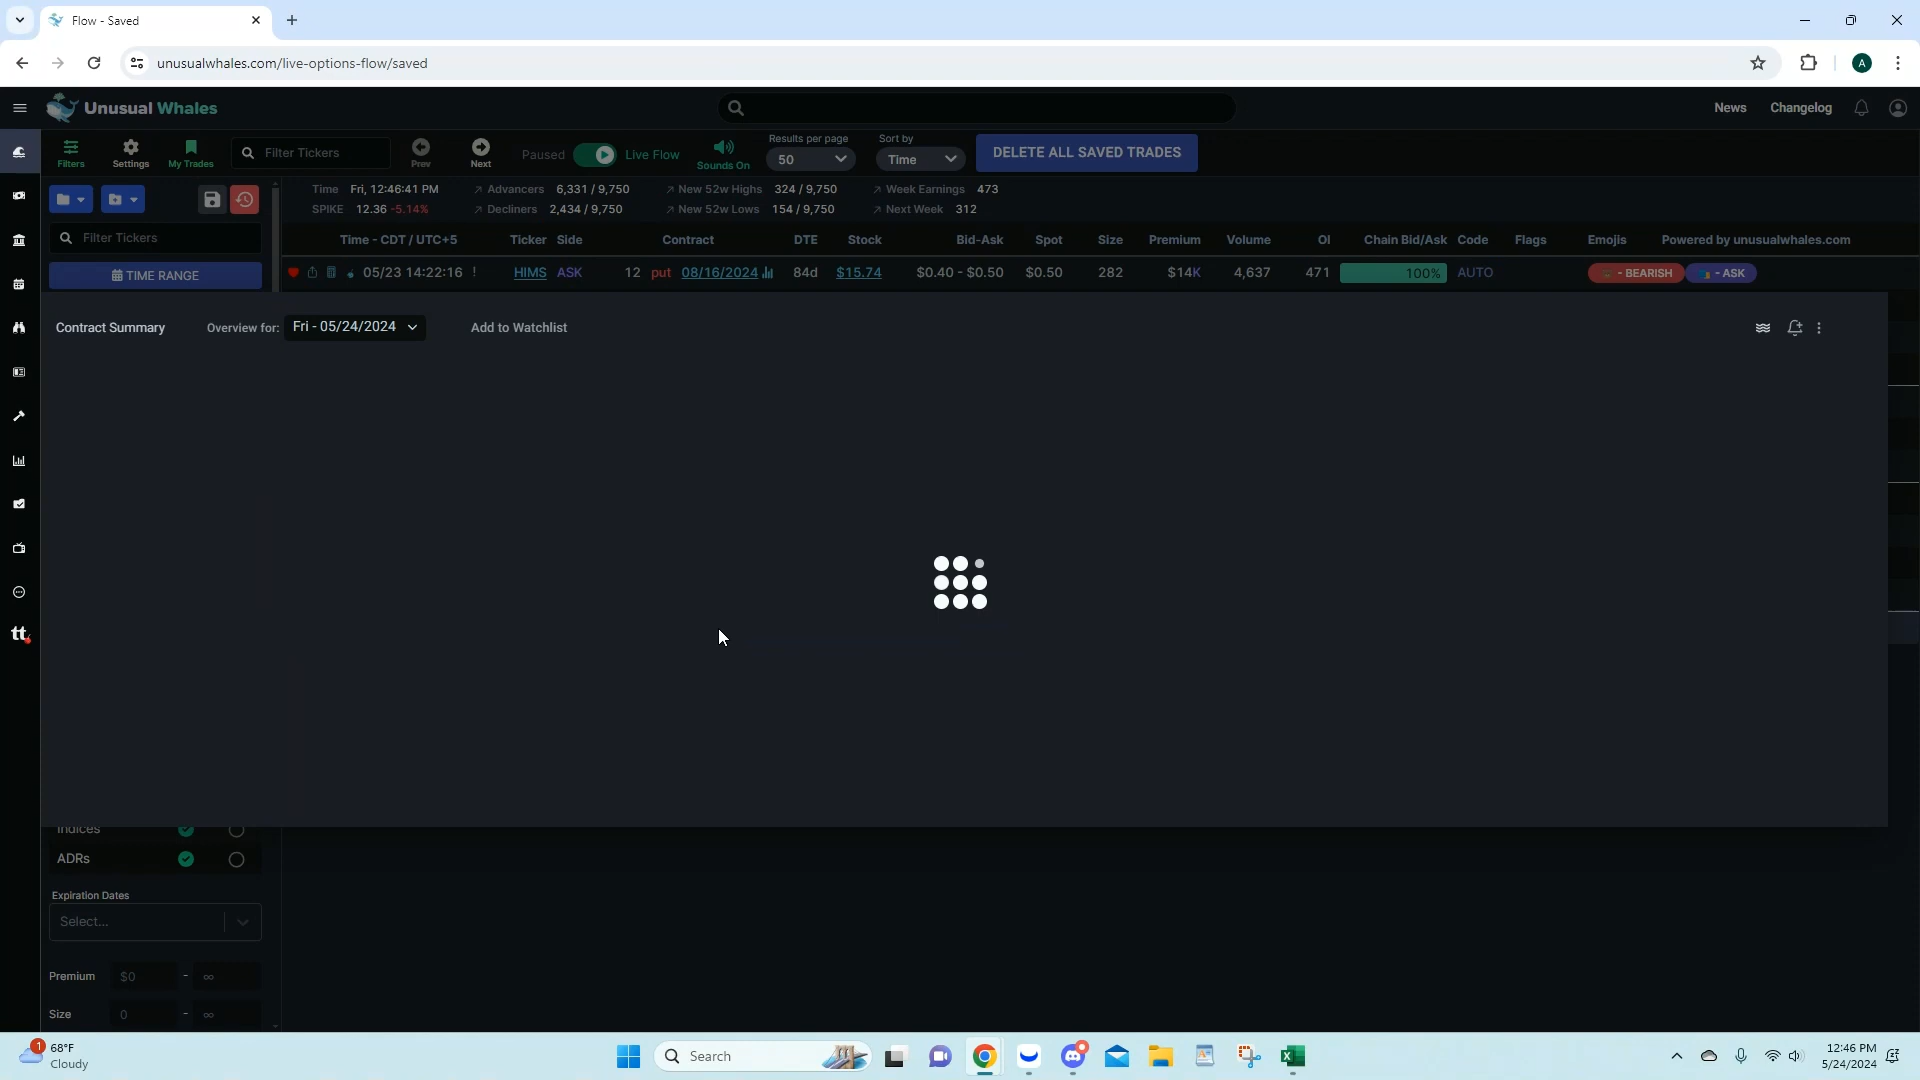 Flow - Saved
unusualwhales.com/live-options-flow/saved
A
Unusual Whales
News Changelog
Filters Settings My Trades Filter Tickers Prev Next Paused Live Flow Sounds On
Results per page 50 Sort by Time DELETE ALL SAVED TRADES
Time Fri, 12:46:41 PM Advancers 6,331 / 9,750 New 52w Highs 324 / 9,750 Week Earnings 473
SPIKE 12.36 -5.14% Decliners 2,434 / 9,750 New 52w Lows 154 / 9,750 Next Week 312
Filter Tickers
Time - CDT / UTC+5 Ticker Side Contract DTE Stock Bid-Ask Spot Size Premium Volume OI Chain Bid/Ask Code Flags Emojis Powered by unusualwhales.com
TIME RANGE
05/23 14:22:16 ! HIMS ASK 12 put 08/16/2024 84d $15.74 $0.40 - $0.50 $0.50 282 $14K 4,637 471 100% AUTO - BEARISH - ASK
Contract Summary Overview for: Fri - 05/24/2024 Add to Watchlist
tt
Indices
ADRs
Expiration Dates
Select...
Premium $0 - ∞
Size 0 - ∞
1 68°F
Cloudy
Search
12:46 PM
5/24/2024